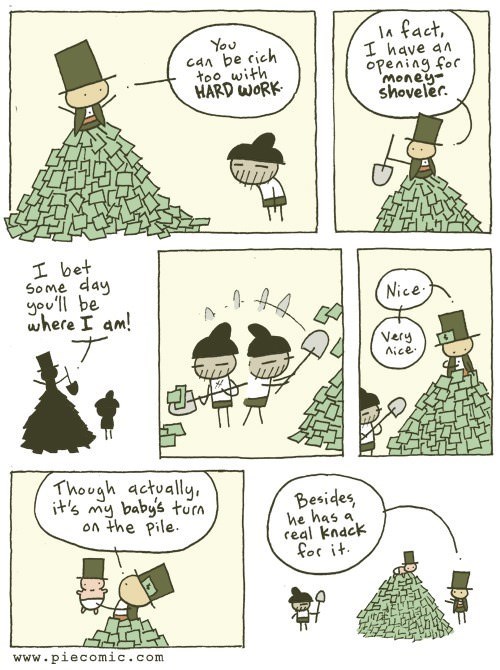 You
can be rich
too with
HARD WORK.
In fact,
I have an
opening for
money-
shoveler.
I bet
some day
you'll be
where I am!
Nice.
Very
nice.
Though actually,
it's my baby's turn
on the pile.
Besides,
he has a
real knack
for it.
www.piecomic.com